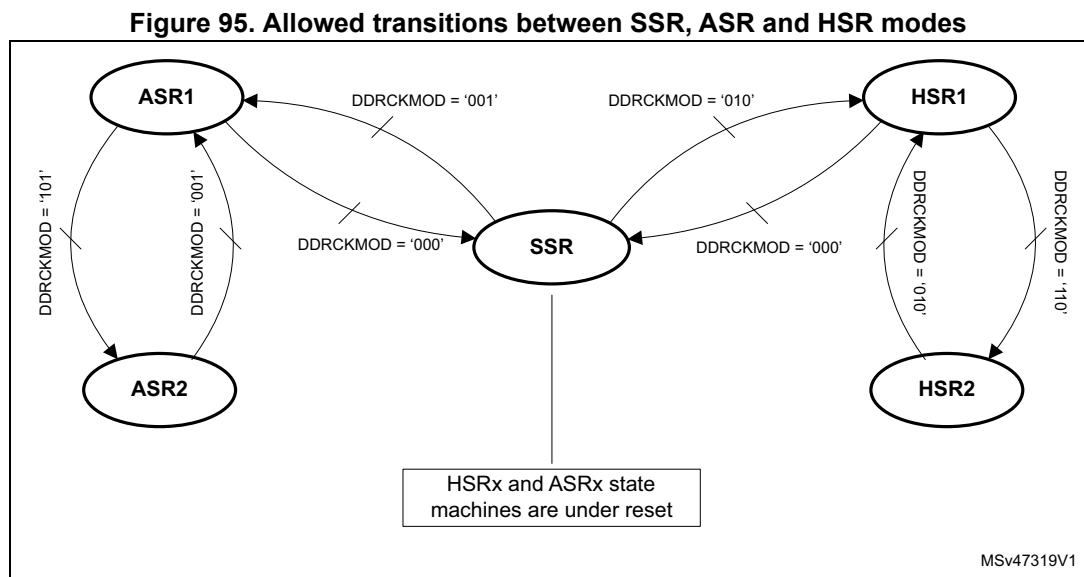 Figure 95. Allowed transitions between SSR, ASR and HSR modes
ASR1
DDRCKMOD = ‘001’
DDRCKMOD = ‘010’
HSR1
DDRCKMOD = ‘101’
DDRCKMOD = ‘001’
DDRCKMOD = ‘000’
SSR
DDRCKMOD = ‘000’
DDRCKMOD = ‘010’
DDRCKMOD = ‘110’
ASR2
HSR2
HSRx and ASRx state
machines are under reset
MSv47319V1